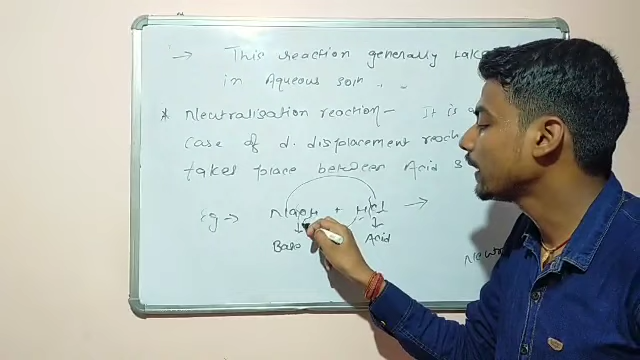 → This reaction generally takes
in Aqueous soln.
* Neutralisation reaction - It is a
case of d. displacement reac
takes place between Acid &
Eg → NaOH + HCl →
Base Acid
Neutr